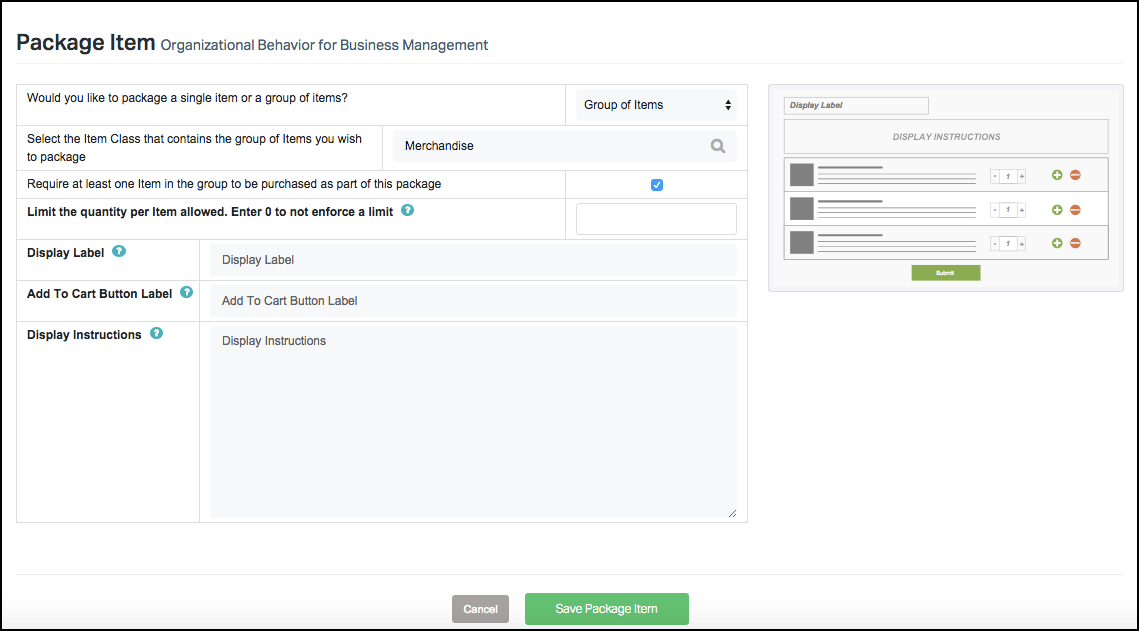 Package Item Organizational Behavior for Business Management
Would you like to package a single item or a group of items?
Group of Items
Select the Item Class that contains the group of Items you wish
to package
Merchandise
Require at least one Item in the group to be purchased as part of this package
Limit the quantity per Item allowed. Enter 0 to not enforce a limit ?
Display Label ?
Display Label
Add To Cart Button Label ?
Add To Cart Button Label
Display Instructions ?
Display Instructions
Display Label
DISPLAY INSTRUCTIONS
- 1 +
- 1 +
- 1 +
Submit
Cancel
Save Package Item